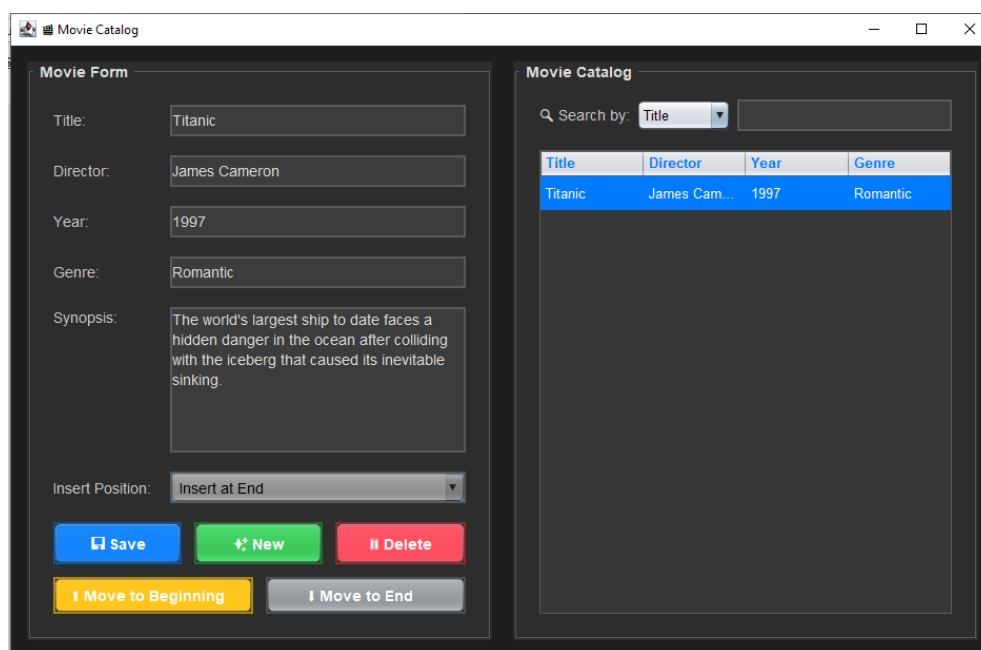 Movie Catalog
Movie Form
Title:
Titanic
Director:
James Cameron
Year:
1997
Genre:
Romantic
Synopsis:
The world's largest ship to date faces a
hidden danger in the ocean after colliding
with the iceberg that caused its inevitable
sinking.
Insert Position:
Insert at End
Save
New
Delete
Move to Beginning
Move to End
Movie Catalog
Search by:
Title
Title Director Year Genre
Titanic James Cam... 1997 Romantic